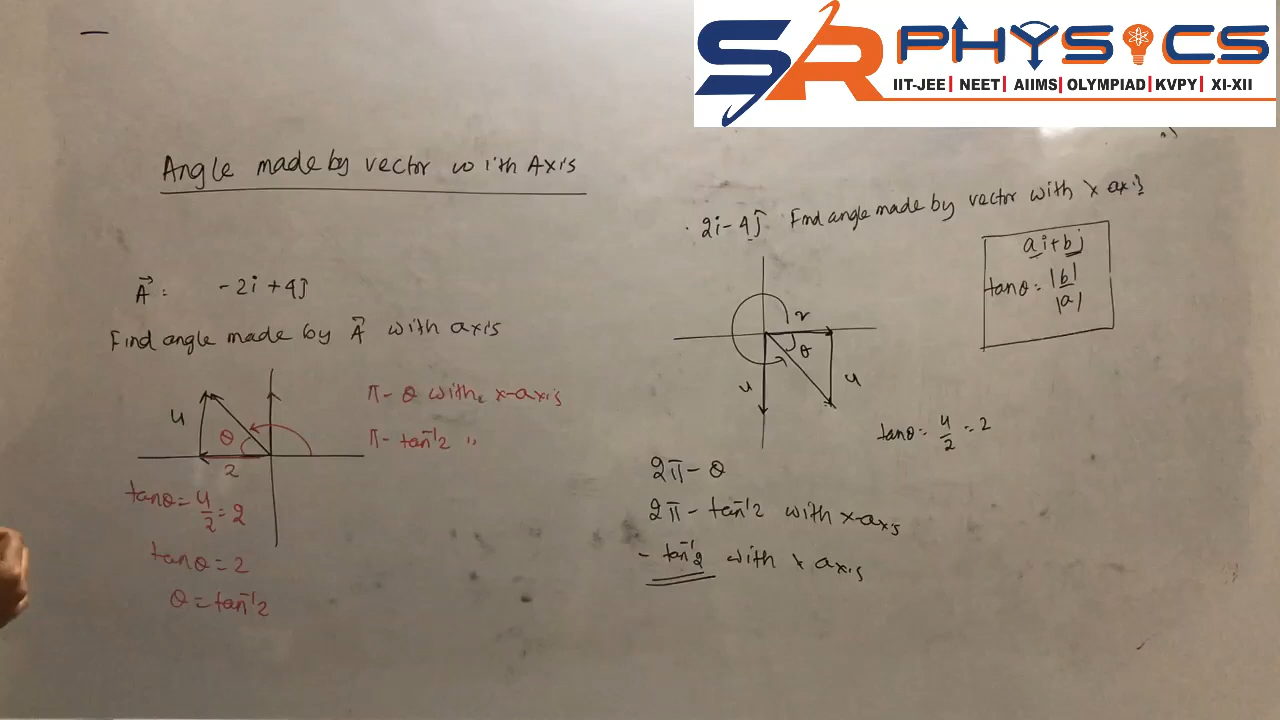 SR PHYSICS
IIT-JEE | NEET | AIIMS | OLYMPIAD | KVPY | XI-XII
Angle made by vector with Axis
A⃗ : -2i + 4ĵ
Find angle made by A⃗ with axis
4
θ
2
π - θ with x-axis
π - tan⁻¹2 "
tanθ = 4/2 = 2
tanθ = 2
θ = tan⁻¹2
2i - 4ĵ Find angle made by vector with x axis
ai + bj
tanθ = |b|/|a|
2
θ
4
4
tanθ = 4/2 = 2
2π - θ
2π - tan⁻¹2 with x-axis
- tan⁻¹2 with x axis